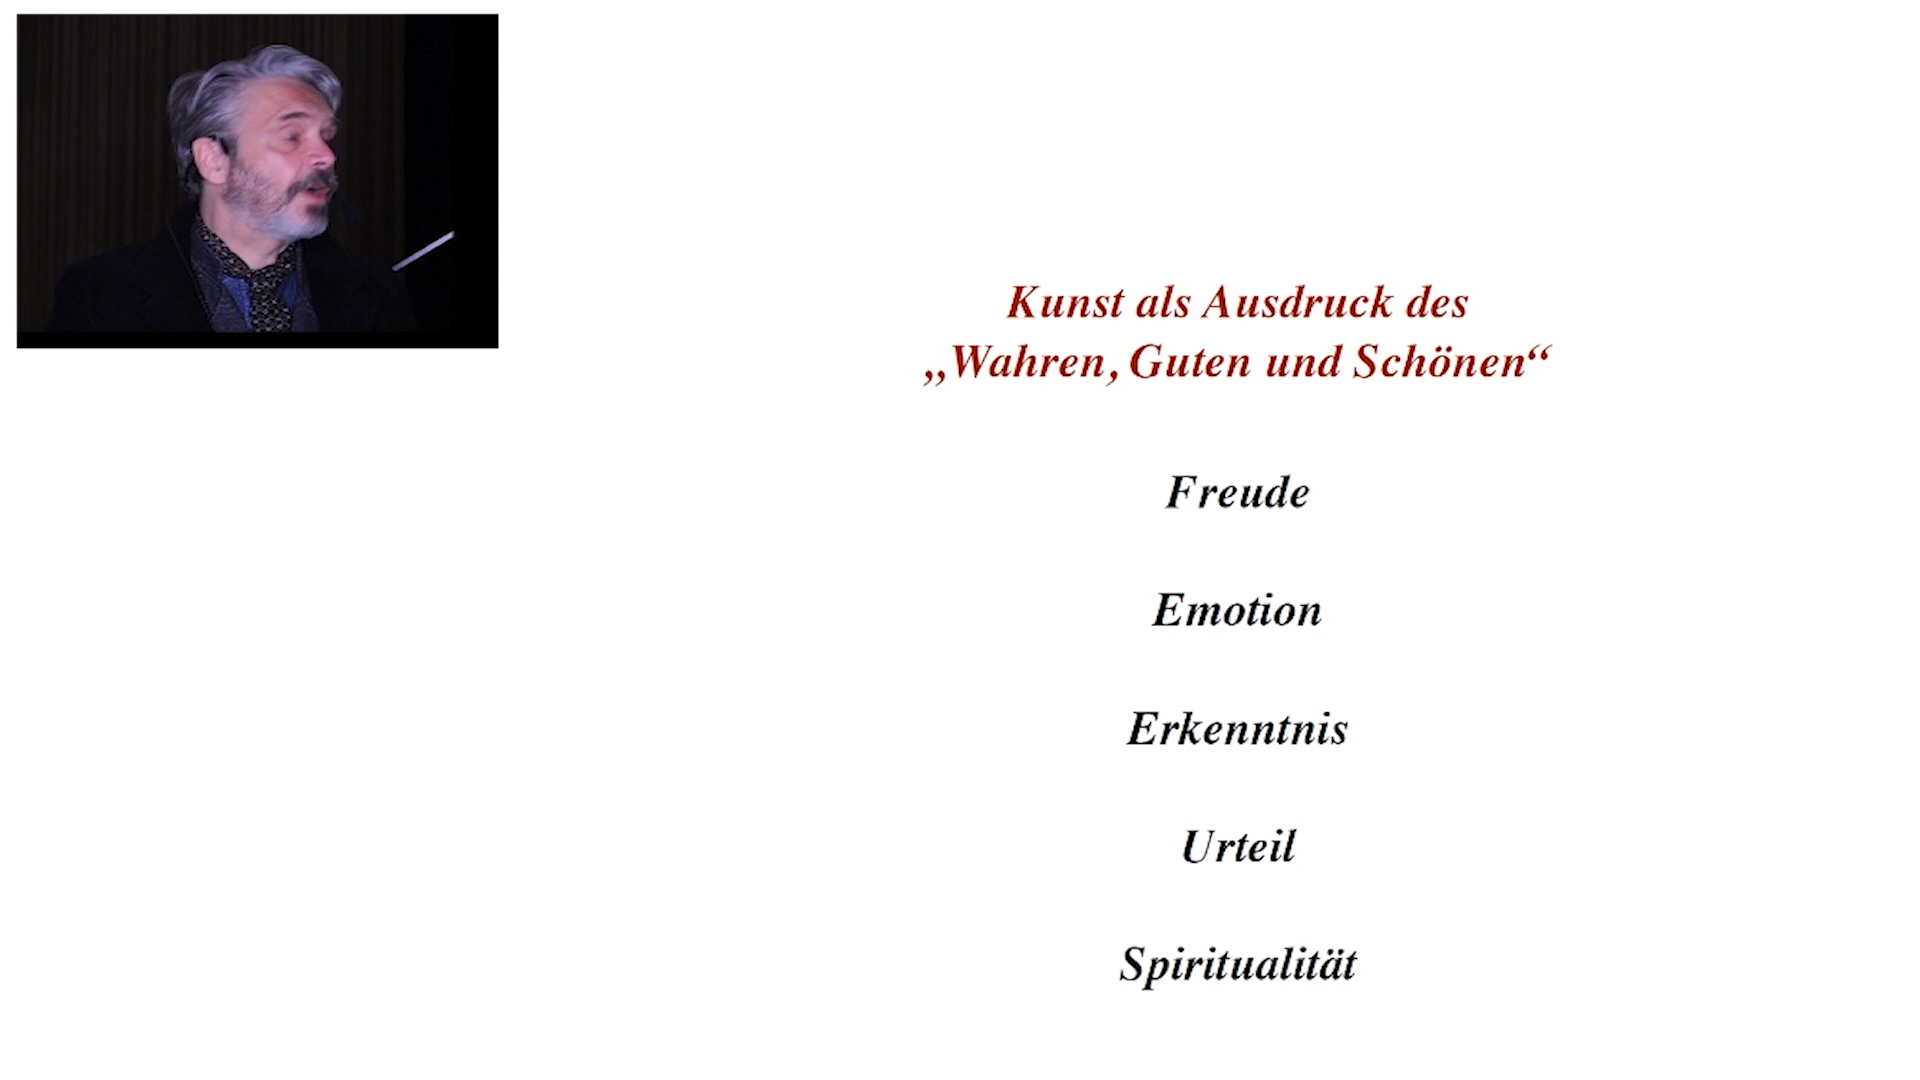 Kunst als Ausdruck des
„Wahren, Guten und Schönen“
Freude
Emotion
Erkenntnis
Urteil
Spiritualität